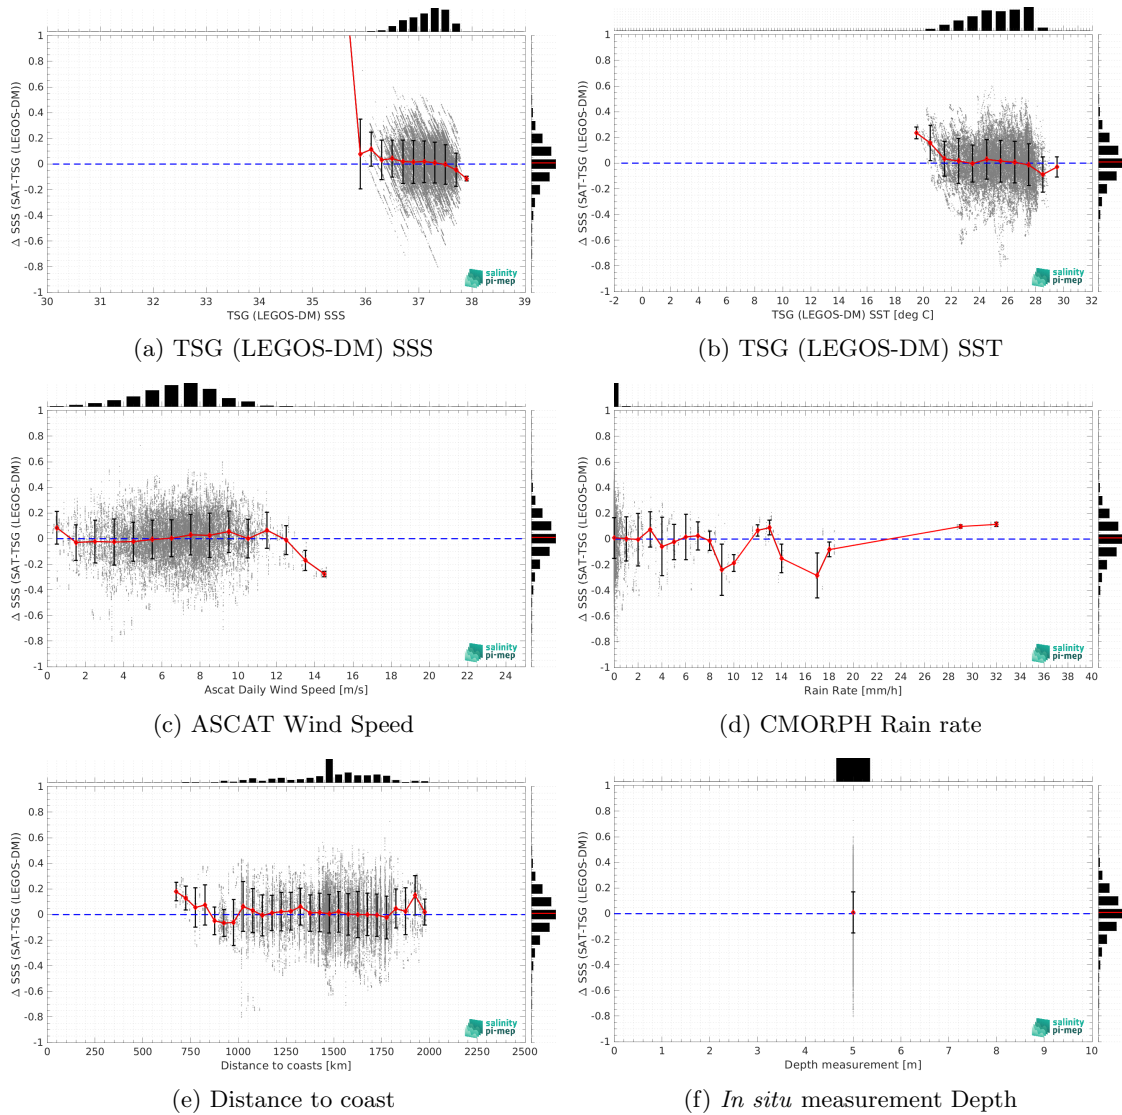 Δ SSS (SAT-TSG (LEGOS-DM))
1
0.8
0.6
0.4
0.2
0
-0.2
-0.4
-0.6
-0.8
-1
30 31 32 33 34 35 36 37 38 39
TSG (LEGOS-DM) SSS
salinity
pi-mep
(a) TSG (LEGOS-DM) SSS
Δ SSS (SAT-TSG (LEGOS-DM))
1
0.8
0.6
0.4
0.2
0
-0.2
-0.4
-0.6
-0.8
-1
-2 0 2 4 6 8 10 12 14 16 18 20 22 24 26 28 30 32
TSG (LEGOS-DM) SST [deg C]
salinity
pi-mep
(b) TSG (LEGOS-DM) SST
Δ SSS (SAT-TSG (LEGOS-DM))
1
0.8
0.6
0.4
0.2
0
-0.2
-0.4
-0.6
-0.8
-1
0 2 4 6 8 10 12 14 16 18 20 22 24
Ascat Daily Wind Speed [m/s]
salinity
pi-mep
(c) ASCAT Wind Speed
Δ SSS (SAT-TSG (LEGOS-DM))
1
0.8
0.6
0.4
0.2
0
-0.2
-0.4
-0.6
-0.8
-1
0 2 4 6 8 10 12 14 16 18 20 22 24 26 28 30 32 34 36 38 40
Rain Rate [mm/h]
salinity
pi-mep
(d) CMORPH Rain rate
Δ SSS (SAT-TSG (LEGOS-DM))
1
0.8
0.6
0.4
0.2
0
-0.2
-0.4
-0.6
-0.8
-1
0 250 500 750 1000 1250 1500 1750 2000 2250 2500
Distance to coasts [km]
salinity
pi-mep
(e) Distance to coast
Δ SSS (SAT-TSG (LEGOS-DM))
1
0.8
0.6
0.4
0.2
0
-0.2
-0.4
-0.6
-0.8
-1
0 1 2 3 4 5 6 7 8 9 10
Depth measurement [m]
salinity
pi-mep
(f) In situ measurement Depth